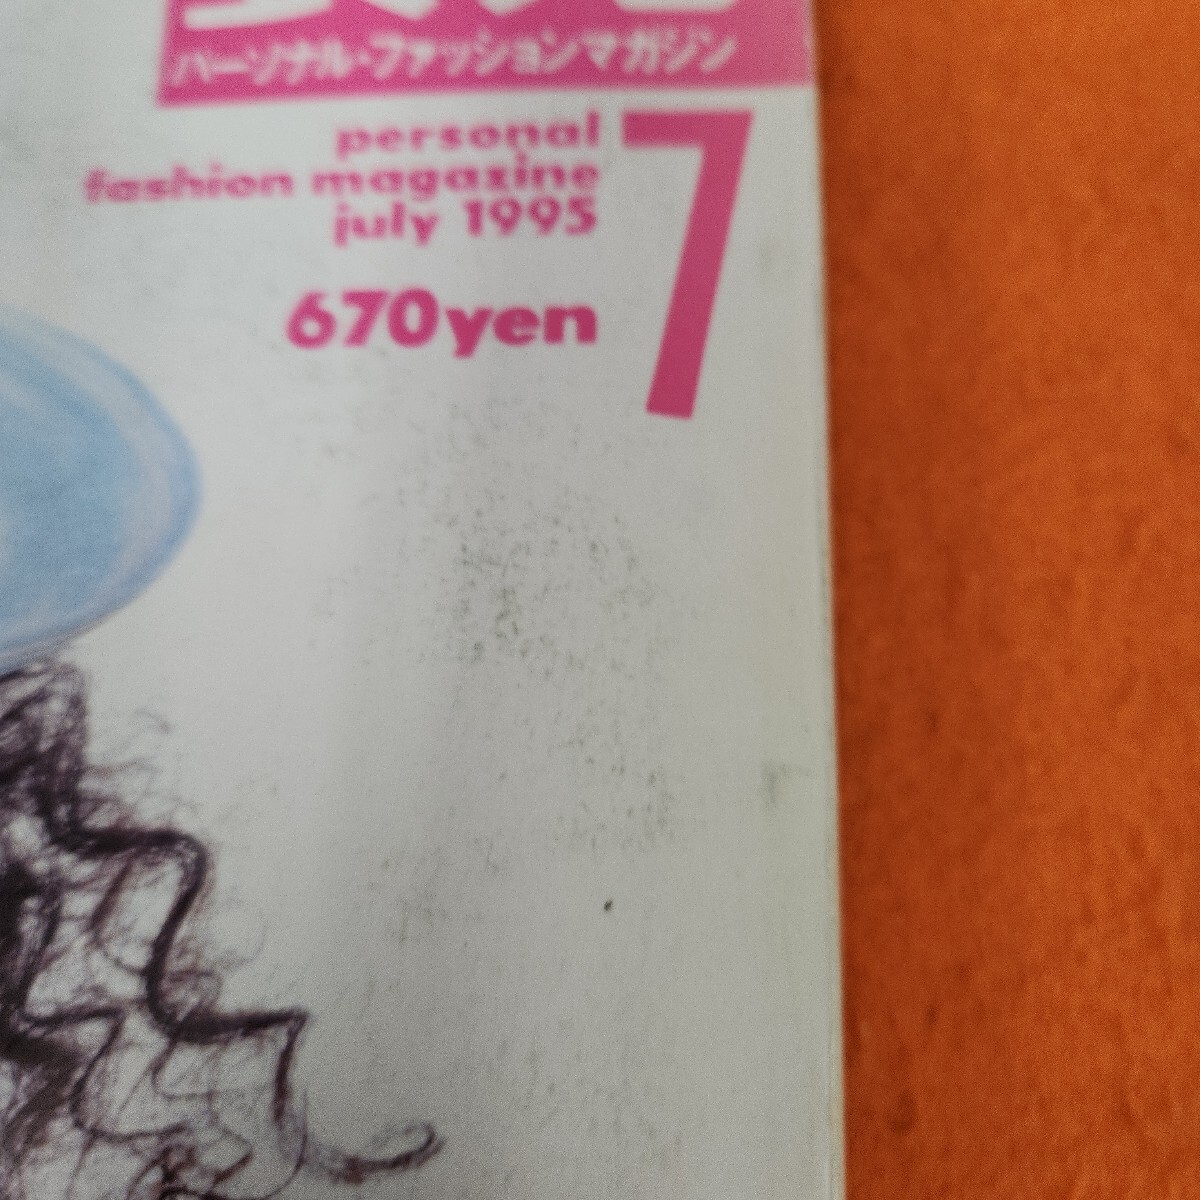 パーソナル・ファッションマガジン
personal
fashion magazine
july 1995
7
670yen